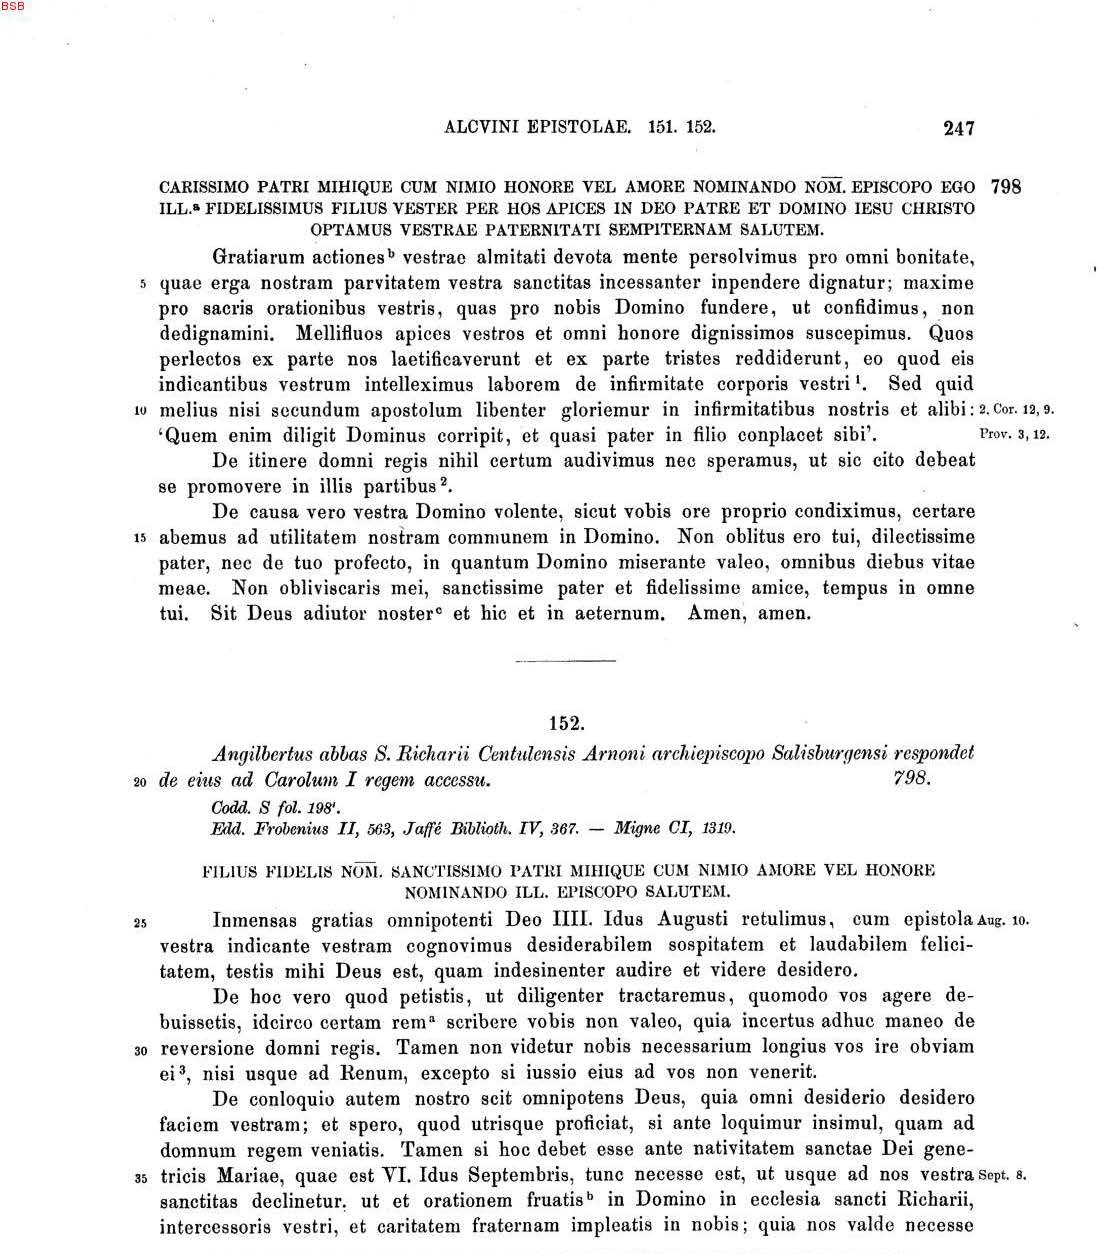 BSB
ALCVINI EPISTOLAE. 151. 152. 247
CARISSIMO PATRI MIHIQUE CUM NIMIO HONORE VEL AMORE NOMINANDO NOM̅. EPISCOPO EGO 798
ILL.ᵃ FIDELISSIMUS FILIUS VESTER PER HOS APICES IN DEO PATRE ET DOMINO IESU CHRISTO
OPTAMUS VESTRAE PATERNITATI SEMPITERNAM SALUTEM.
Gratiarum actionesᵇ vestrae almitati devota mente persolvimus pro omni bonitate,
5 quae erga nostram parvitatem vestra sanctitas incessanter inpendere dignatur; maxime
pro sacris orationibus vestris, quas pro nobis Domino fundere, ut confidimus, non
dedignamini. Mellifluos apices vestros et omni honore dignissimos suscepimus. Quos
perlectos ex parte nos laetificaverunt et ex parte tristes reddiderunt, eo quod eis
indicantibus vestrum intelleximus laborem de infirmitate corporis vestri¹. Sed quid
10 melius nisi secundum apostolum libenter gloriemur in infirmitatibus nostris et alibi: 2. Cor. 12, 9.
‘Quem enim diligit Dominus corripit, et quasi pater in filio conplacet sibi’. Prov. 3, 12.
De itinere domni regis nihil certum audivimus nec speramus, ut sic cito debeat
se promovere in illis partibus².
De causa vero vestra Domino volente, sicut vobis ore proprio condiximus, certare
15 abemus ad utilitatem nostram communem in Domino. Non oblitus ero tui, dilectissime
pater, nec de tuo profecto, in quantum Domino miserante valeo, omnibus diebus vitae
meae. Non obliviscaris mei, sanctissime pater et fidelissime amice, tempus in omne
tui. Sit Deus adiutor nosterᶜ et hic et in aeternum. Amen, amen.
152.
Angilbertus abbas S. Richarii Centulensis Arnoni archiepiscopo Salisburgensi respondet
20 de eius ad Carolum I regem accessu. 798.
Codd. S fol. 198'.
Edd. Frobenius II, 563, Jaffé Biblioth. IV, 367. — Migne CI, 1319.
FILIUS FIDELIS NOM̅. SANCTISSIMO PATRI MIHIQUE CUM NIMIO AMORE VEL HONORE
NOMINANDO ILL. EPISCOPO SALUTEM.
25 Inmensas gratias omnipotenti Deo IIII. Idus Augusti retulimus, cum epistola Aug. 10.
vestra indicante vestram cognovimus desiderabilem sospitatem et laudabilem felici-
tatem, testis mihi Deus est, quam indesinenter audire et videre desidero.
De hoc vero quod petistis, ut diligenter tractaremus, quomodo vos agere de-
buissetis, idcirco certam remᵃ scribere vobis non valeo, quia incertus adhuc maneo de
30 reversione domni regis. Tamen non videtur nobis necessarium longius vos ire obviam
ei³, nisi usque ad Renum, excepto si iussio eius ad vos non venerit.
De conloquio autem nostro scit omnipotens Deus, quia omni desiderio desidero
faciem vestram; et spero, quod utrisque proficiat, si ante loquimur insimul, quam ad
domnum regem veniatis. Tamen si hoc debet esse ante nativitatem sanctae Dei gene-
35 tricis Mariae, quae est VI. Idus Septembris, tunc necesse est, ut usque ad nos vestra Sept. 8.
sanctitas declinetur, ut et orationem fruatisᵇ in Domino in ecclesia sancti Richarii,
intercessoris vestri, et caritatem fraternam impleatis in nobis; quia nos valde necesse